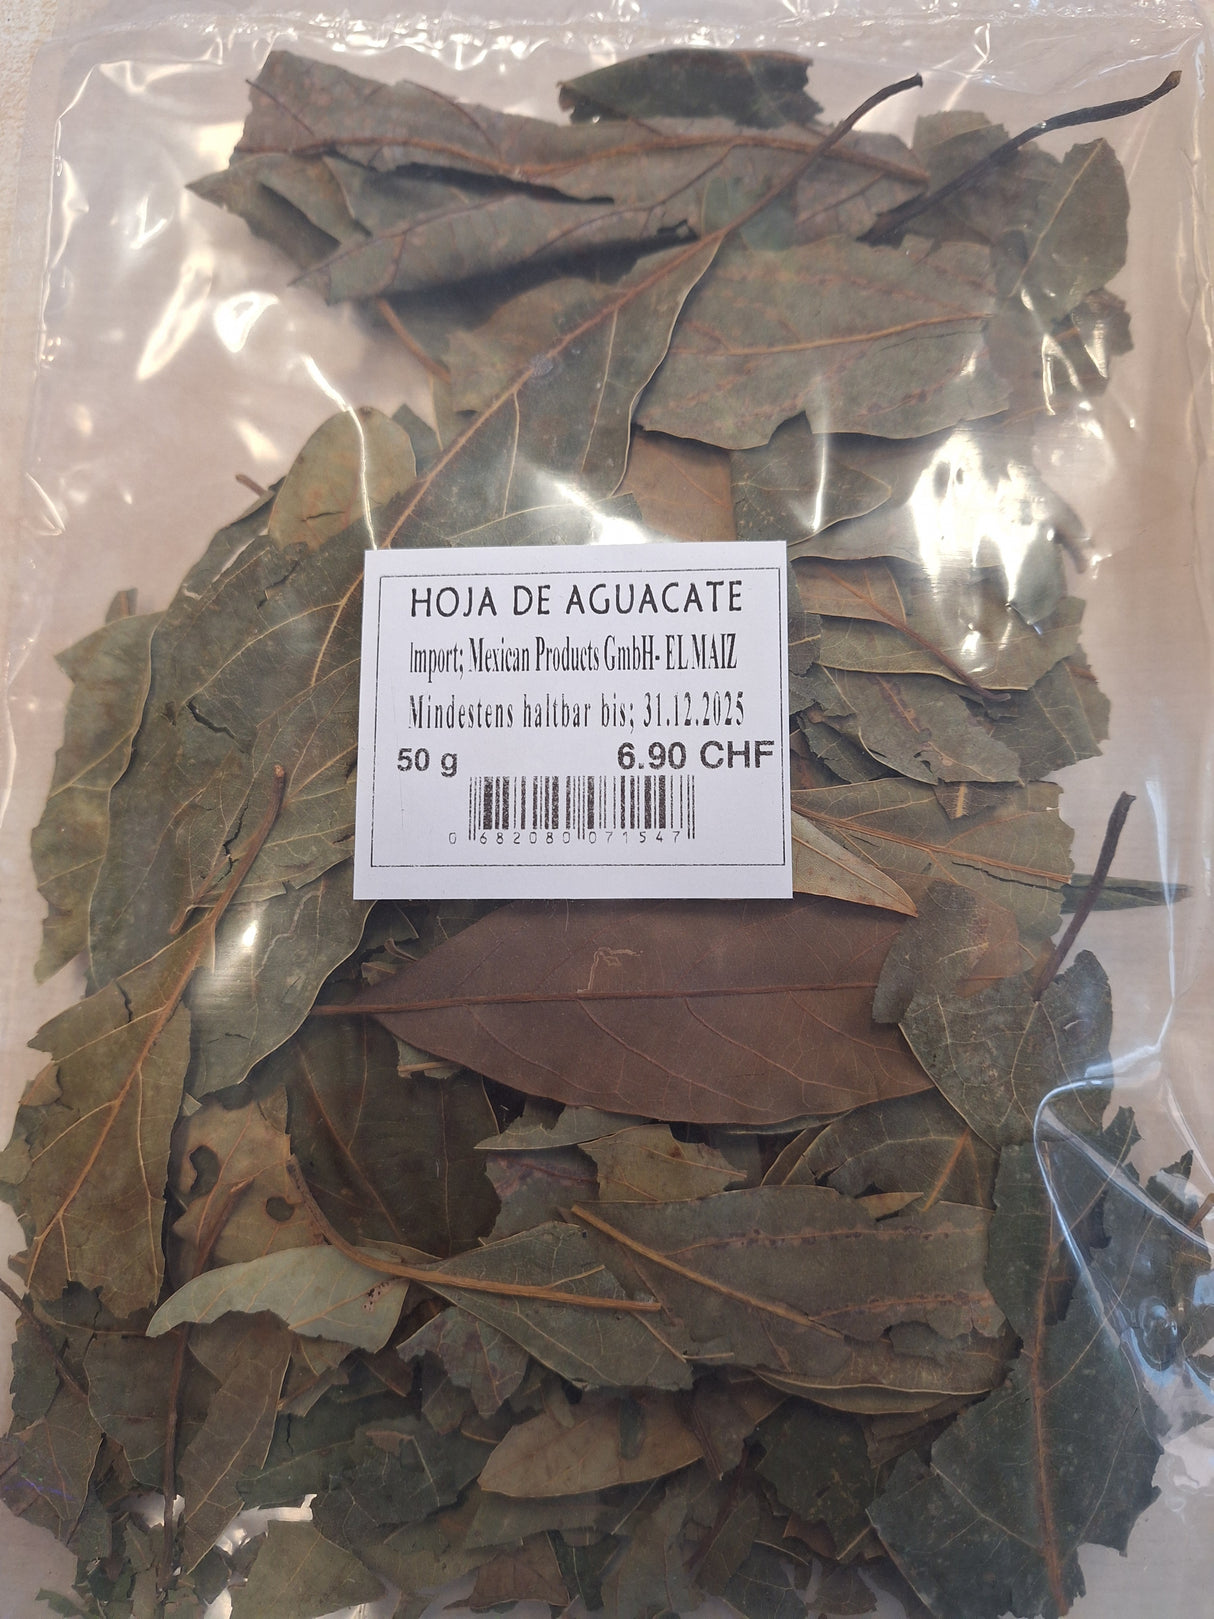 HOJA DE AGUACATE
Import; Mexican Products GmbH- EL MAIZ
Mindestens haltbar bis; 31.12.2025
50 g 6.90 CHF
0 682080 071547